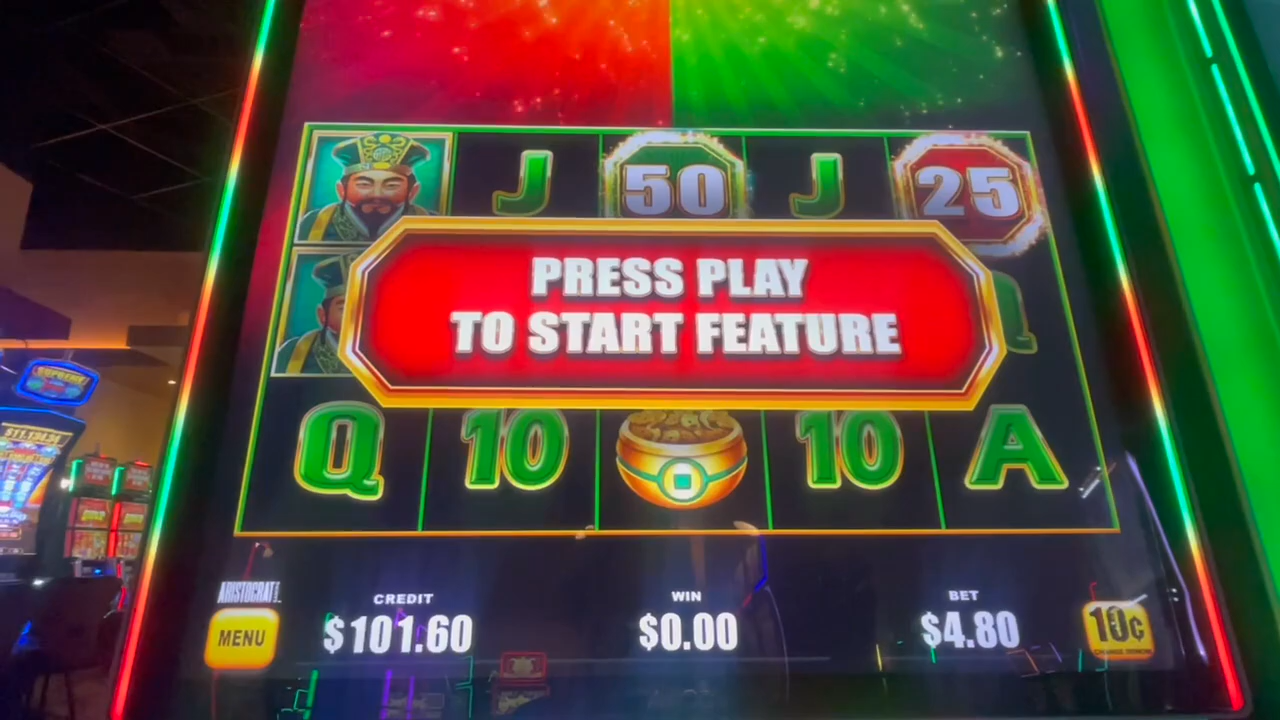 J
50
J
25
PRESS PLAY
TO START FEATURE
Q
10
10
A
ARISTOCRAT
MENU
CREDIT
$101.60
WIN
$0.00
BET
$4.80
10¢